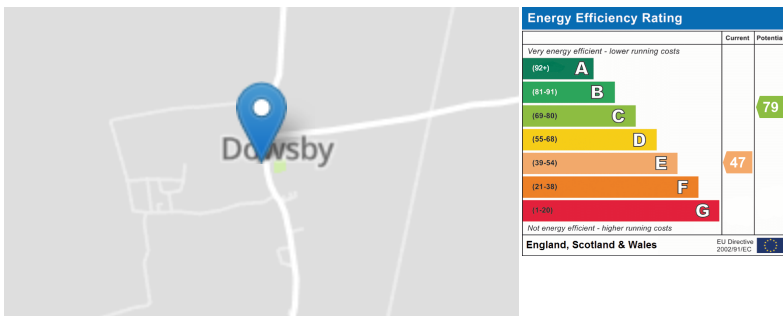 Dowsby
Energy Efficiency Rating
Current Potential
Very energy efficient - lower running costs
(92+) A
(81-91) B
(69-80) C
(55-68) D
(39-54) E
(21-38) F
(1-20) G
79
47
Not energy efficient - higher running costs
England, Scotland & Wales
EU Directive
2002/91/EC